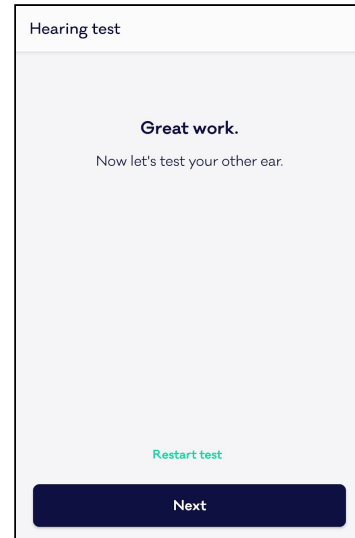 Hearing test
Great work.
Now let's test your other ear.
Restart test
Next